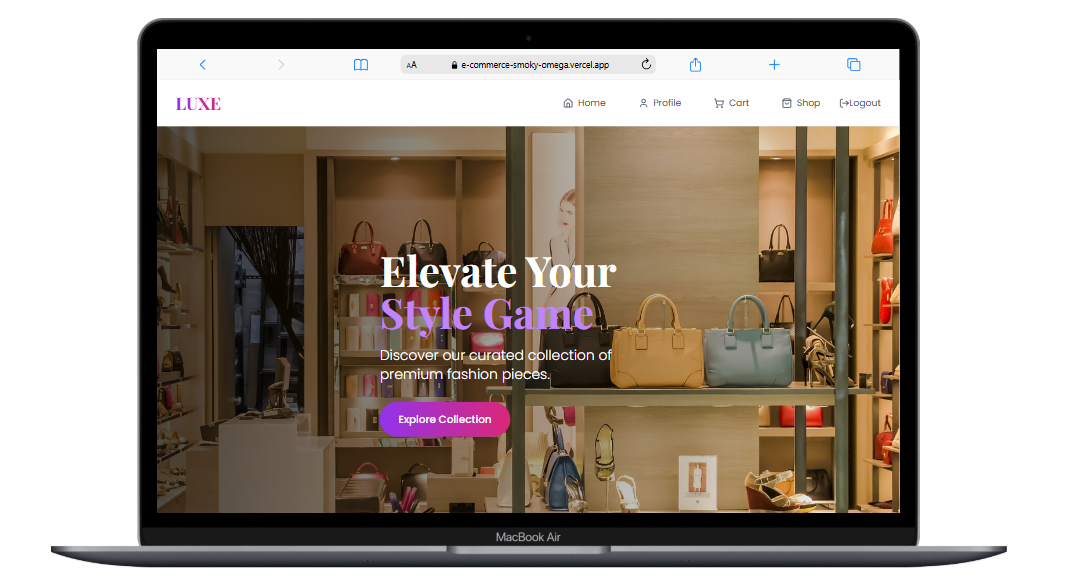 AA e-commerce-smoky-omega.vercel.app
LUXE Home Profile Cart Shop Logout
Elevate Your
Style Game
Discover our curated collection of
premium fashion pieces.
Explore Collection
MacBook Air